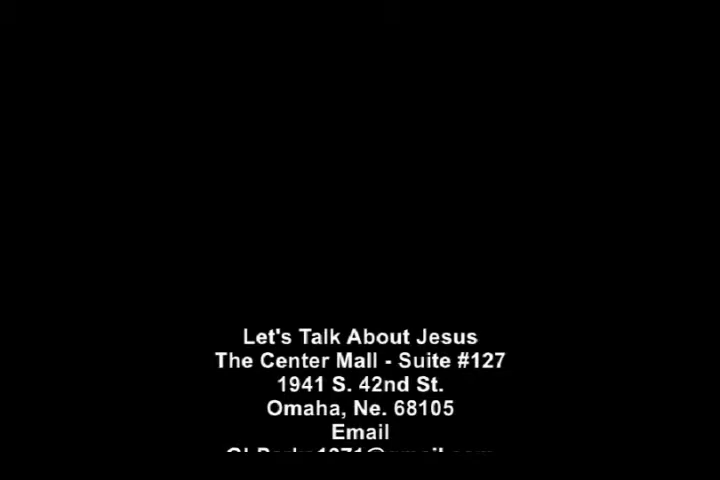 Let's Talk About Jesus
The Center Mall - Suite #127
1941 S. 42nd St.
Omaha, Ne. 68105
Email